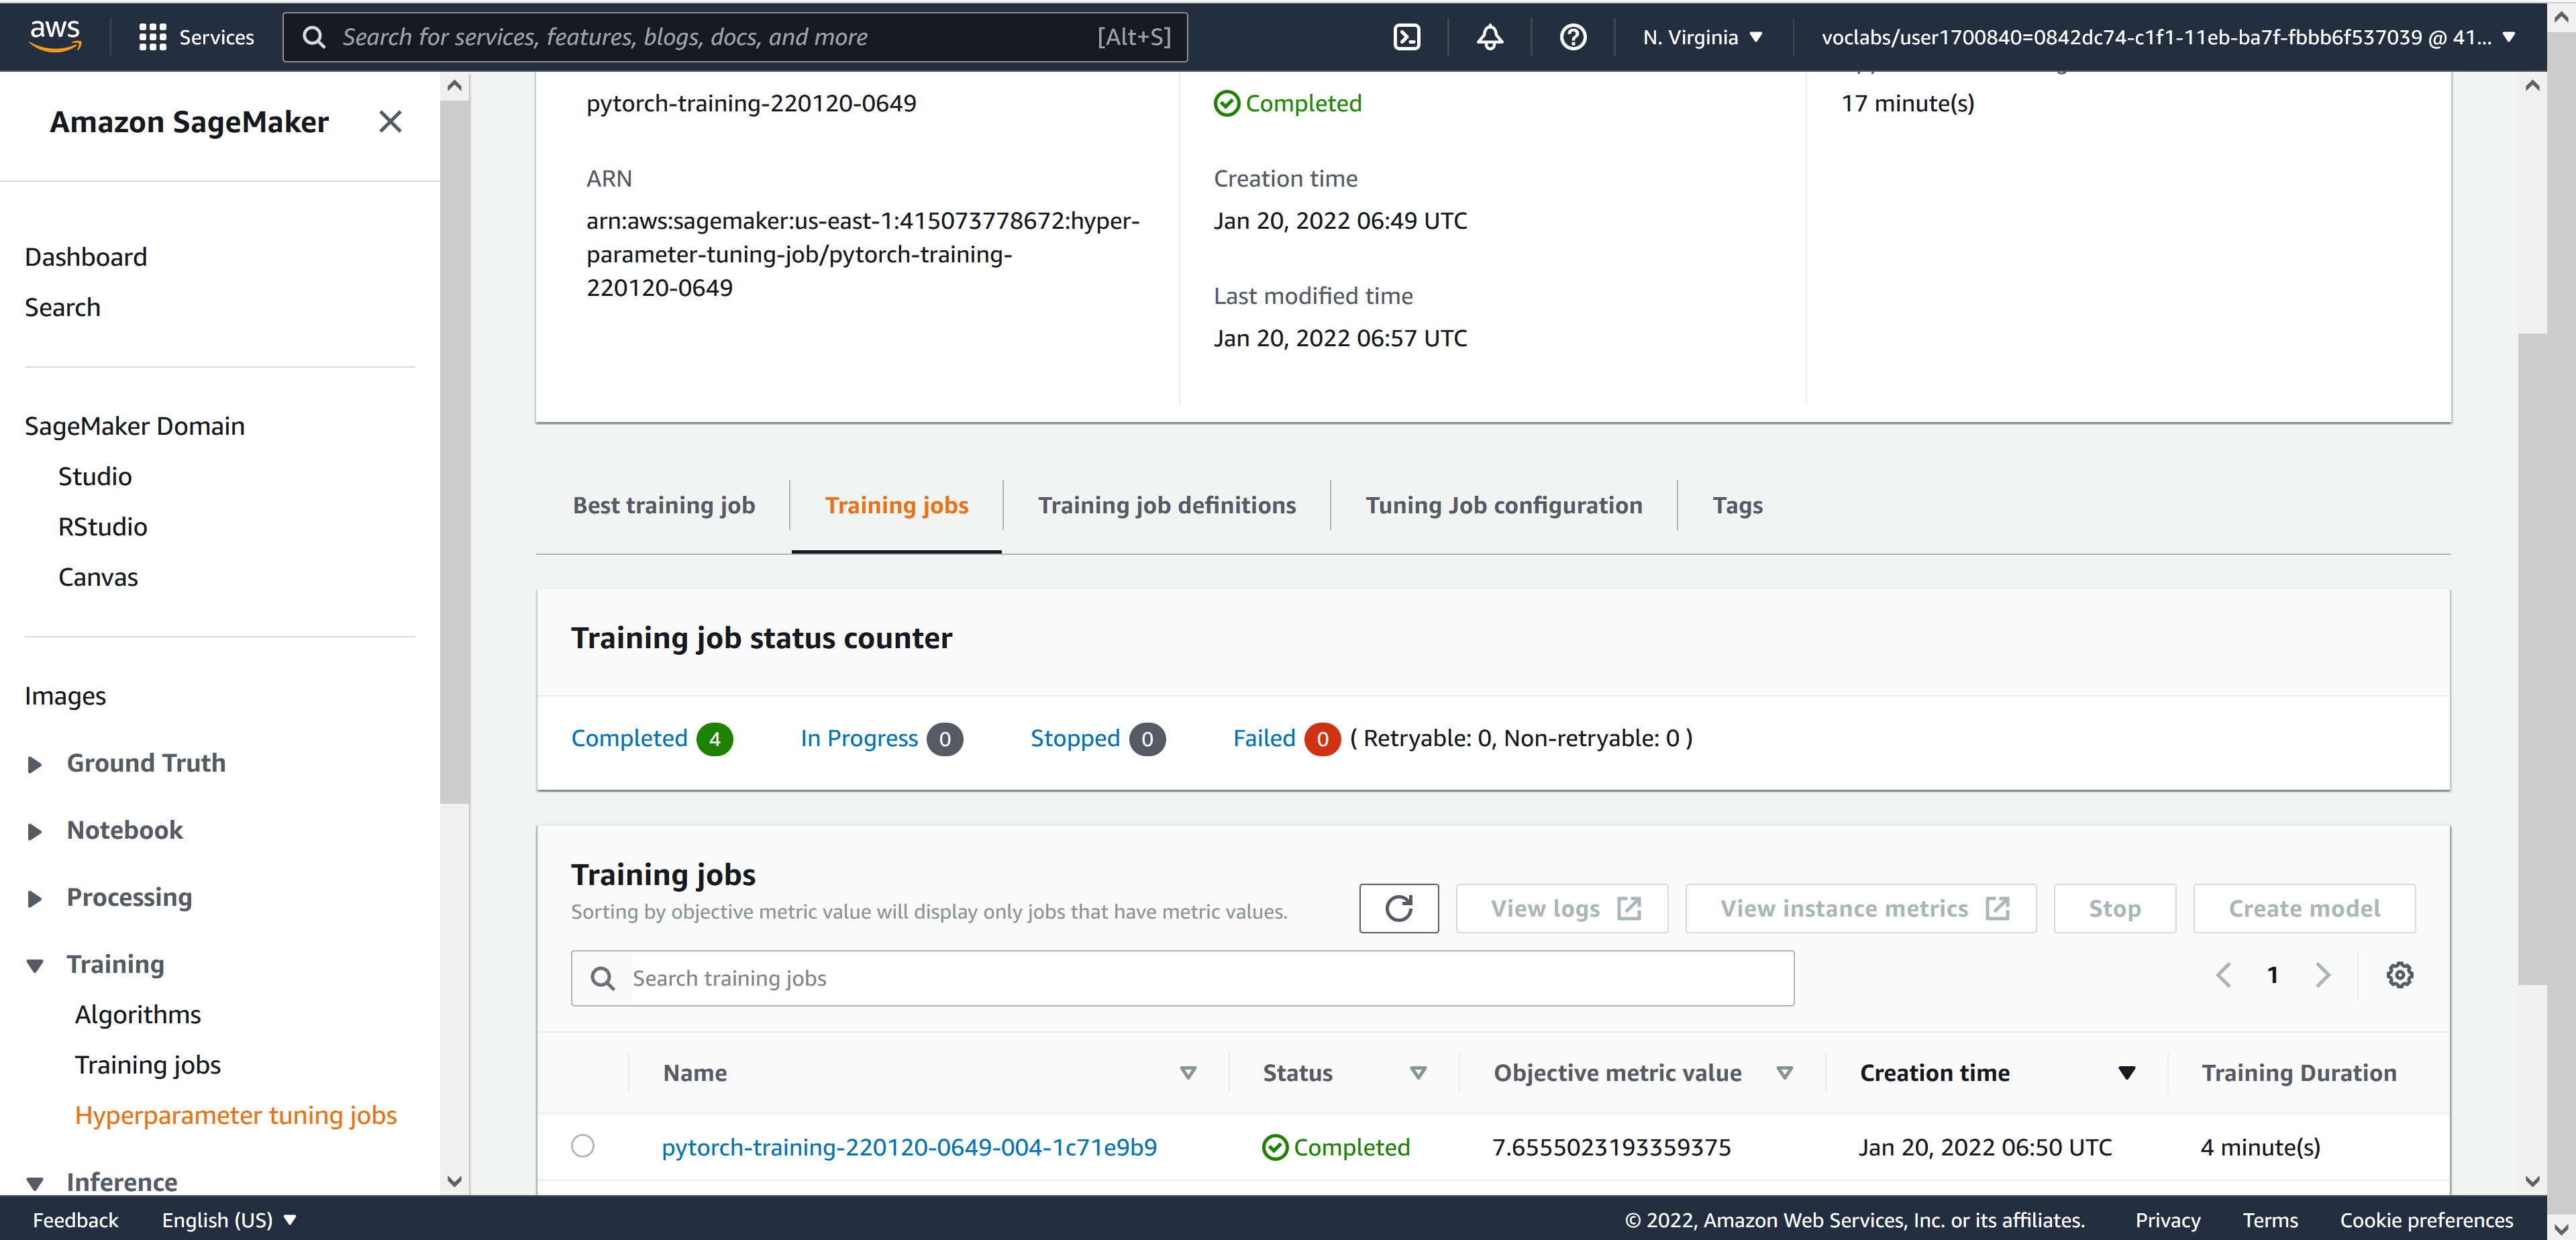 aws
Services
Search for services, features, blogs, docs, and more [Alt+S]
N. Virginia
voclabs/user1700840=0842dc74-c1f1-11eb-ba7f-fbbb6f537039 @ 41...
Amazon SageMaker
Dashboard
Search
SageMaker Domain
Studio
RStudio
Canvas
Images
Ground Truth
Notebook
Processing
Training
Algorithms
Training jobs
Hyperparameter tuning jobs
Inference
pytorch-training-220120-0649
ARN
arn:aws:sagemaker:us-east-1:415073778672:hyper-
parameter-tuning-job/pytorch-training-
220120-0649
Completed
Creation time
Jan 20, 2022 06:49 UTC
Last modified time
Jan 20, 2022 06:57 UTC
17 minute(s)
Best training job
Training jobs
Training job definitions
Tuning Job configuration
Tags
Training job status counter
Completed 4 In Progress 0 Stopped 0 Failed 0 ( Retryable: 0, Non-retryable: 0 )
Training jobs
Sorting by objective metric value will display only jobs that have metric values.
View logs
View instance metrics
Stop
Create model
Search training jobs
1
Name Status Objective metric value Creation time Training Duration
pytorch-training-220120-0649-004-1c71e9b9 Completed 7.6555023193359375 Jan 20, 2022 06:50 UTC 4 minute(s)
Feedback English (US) © 2022, Amazon Web Services, Inc. or its affiliates. Privacy Terms Cookie preferences